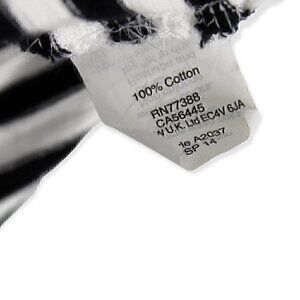 100% Cotton
RN77388
CA56445
U.K. Ltd EC4V 6JA
A2037
SP 14